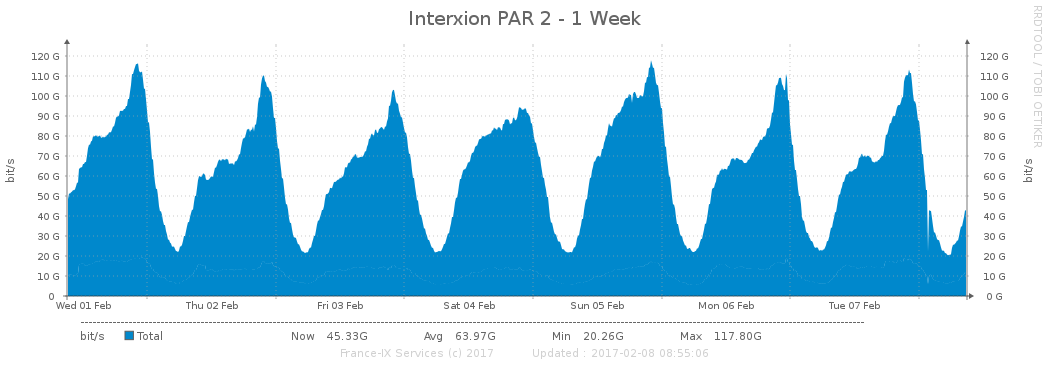 Interxion PAR 2 - 1 Week
RRDTOOL / TOBI OETIKER
bit/s
120 G 120 G
110 G 110 G
100 G 100 G
90 G 90 G
80 G 80 G
70 G 70 G
60 G 60 G
50 G 50 G
40 G 40 G
30 G 30 G
20 G 20 G
10 G 10 G
0 0 G
bit/s
Wed 01 Feb Thu 02 Feb Fri 03 Feb Sat 04 Feb Sun 05 Feb Mon 06 Feb Tue 07 Feb
bit/s Total Now 45.33G Avg 63.97G Min 20.26G Max 117.80G
France-IX Services (c) 2017 Updated : 2017-02-08 08:55:06